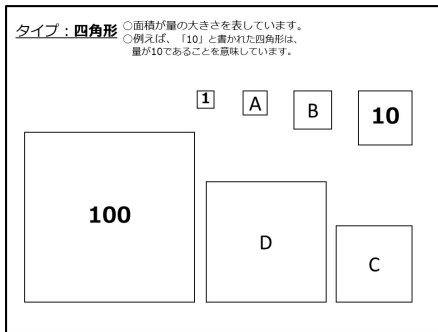 タイプ：四角形
○面積が量の大きさを表しています。
○例えば、「10」と書かれた四角形は、
量が10であることを意味しています。
1
A
B
10
100
D
C